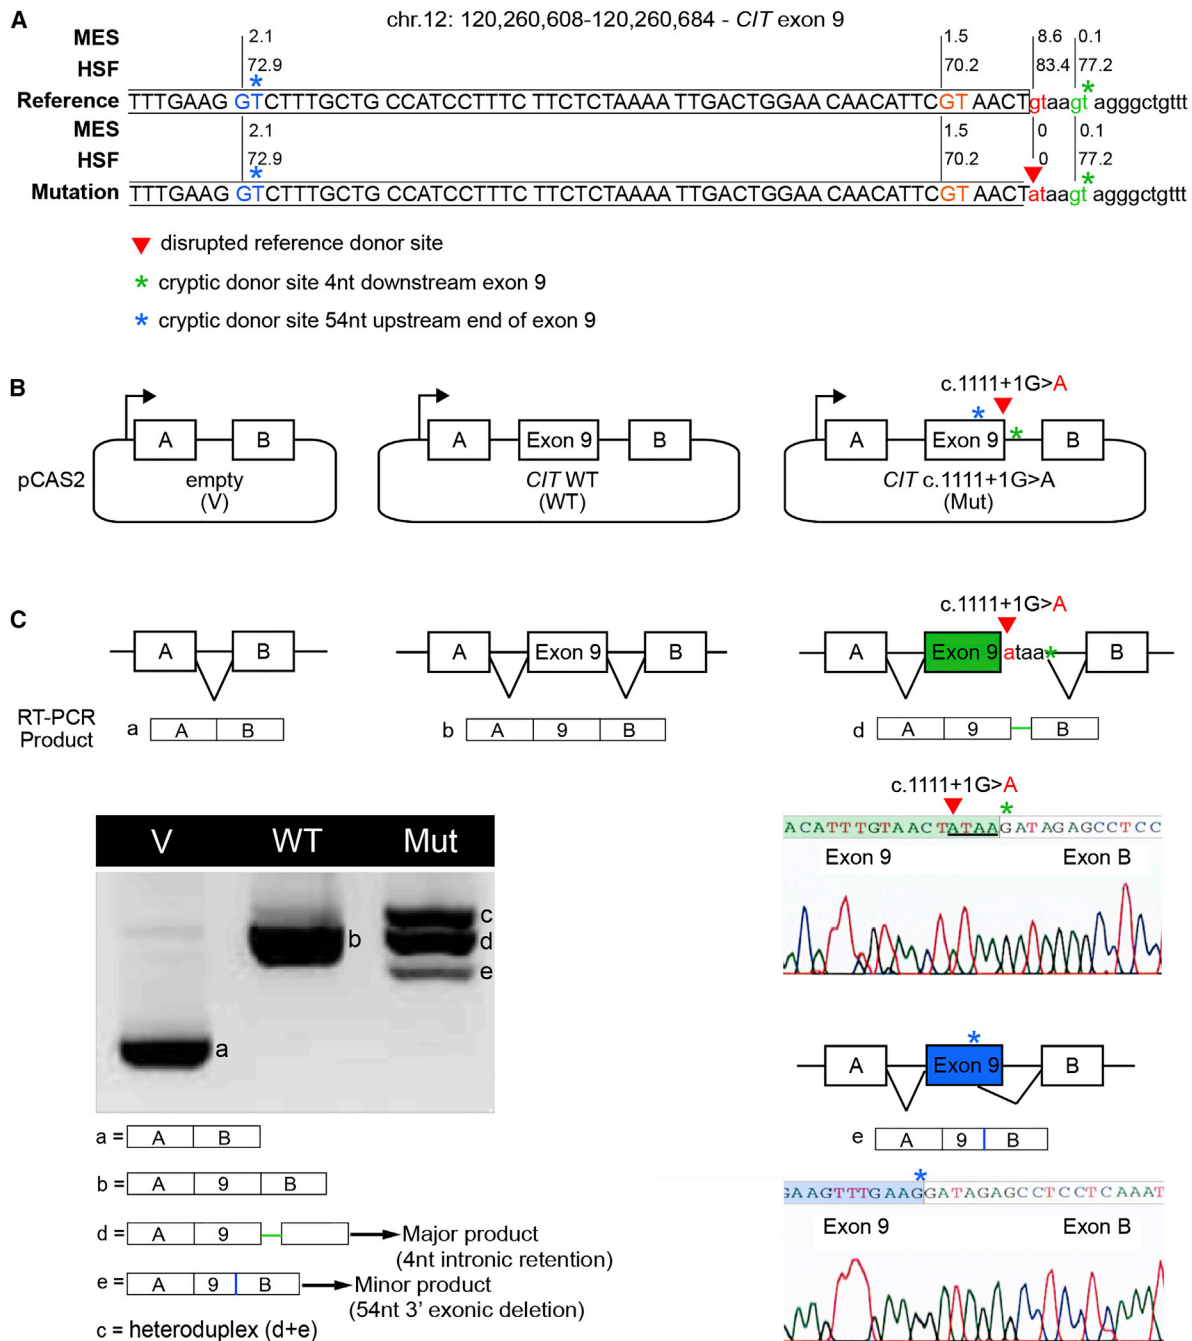 A
chr.12: 120,260,608-120,260,684 - CIT exon 9
MES 2.1 1.5 8.6 0.1
HSF 72.9 70.2 83.4 77.2
* *
Reference TTTGAAG GTCTTTGCTG CCATCCTTTC TTCTCTAAAA TTGACTGGAA CAACATTCGT AACTgtaagt agggctgttt
MES 2.1 1.5 0 0.1
HSF 72.9 70.2 0 77.2
* *
Mutation TTTGAAG GTCTTTGCTG CCATCCTTTC TTCTCTAAAA TTGACTGGAA CAACATTCGT AACTataagt agggctgttt
disrupted reference donor site
* cryptic donor site 4nt downstream exon 9
* cryptic donor site 54nt upstream end of exon 9
B
c.1111+1G>A
* *
pCAS2
A B
empty
(V)
A Exon 9 B
CIT WT
(WT)
A Exon 9 B
CIT c.1111+1G>A
(Mut)
C
c.1111+1G>A
A B
A Exon 9 B
A Exon 9 ataa* B
RT-PCR
Product
a A B
b A 9 B
d A 9 B
c.1111+1G>A
*
ACATTTGTAACTATAAGATAGAGCCTCC
Exon 9 Exon B
V WT Mut
a
b
c
d
e
*
A Exon 9 B
e A 9 B
*
GAAGTTTGAAGGATAGAGCCTCCTCAAAT
Exon 9 Exon B
a = A B
b = A 9 B
d = A 9 Major product
(4nt intronic retention)
e = A 9 B Minor product
(54nt 3' exonic deletion)
c = heteroduplex (d+e)